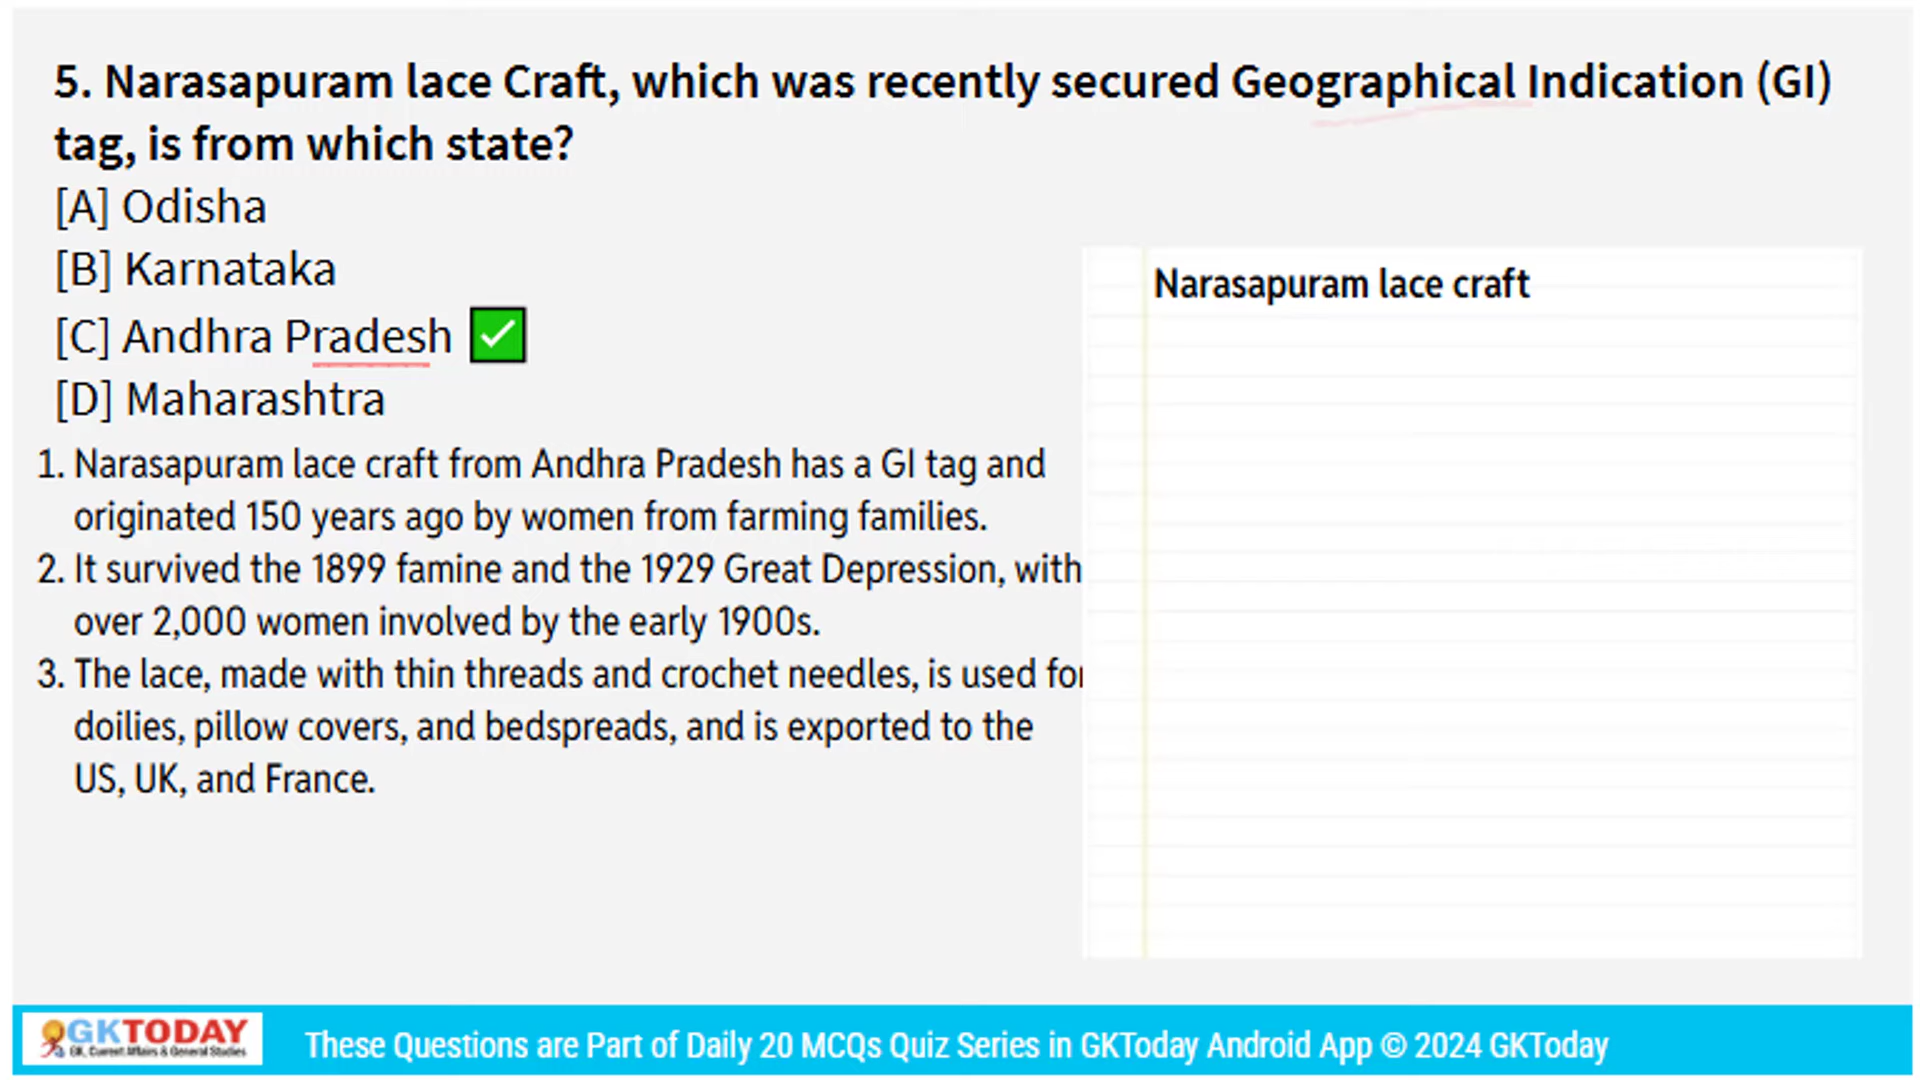 5. Narasapuram lace Craft, which was recently secured Geographical Indication (GI)
tag, is from which state?
[A] Odisha
[B] Karnataka
[C] Andhra Pradesh
[D] Maharashtra
1. Narasapuram lace craft from Andhra Pradesh has a GI tag and
originated 150 years ago by women from farming families.
2. It survived the 1899 famine and the 1929 Great Depression, with
over 2,000 women involved by the early 1900s.
3. The lace, made with thin threads and crochet needles, is used for
doilies, pillow covers, and bedspreads, and is exported to the
US, UK, and France.
Narasapuram lace craft
GKTODAY
GK, Current Affairs & General Studies
These Questions are Part of Daily 20 MCQs Quiz Series in GKToday Android App © 2024 GKToday